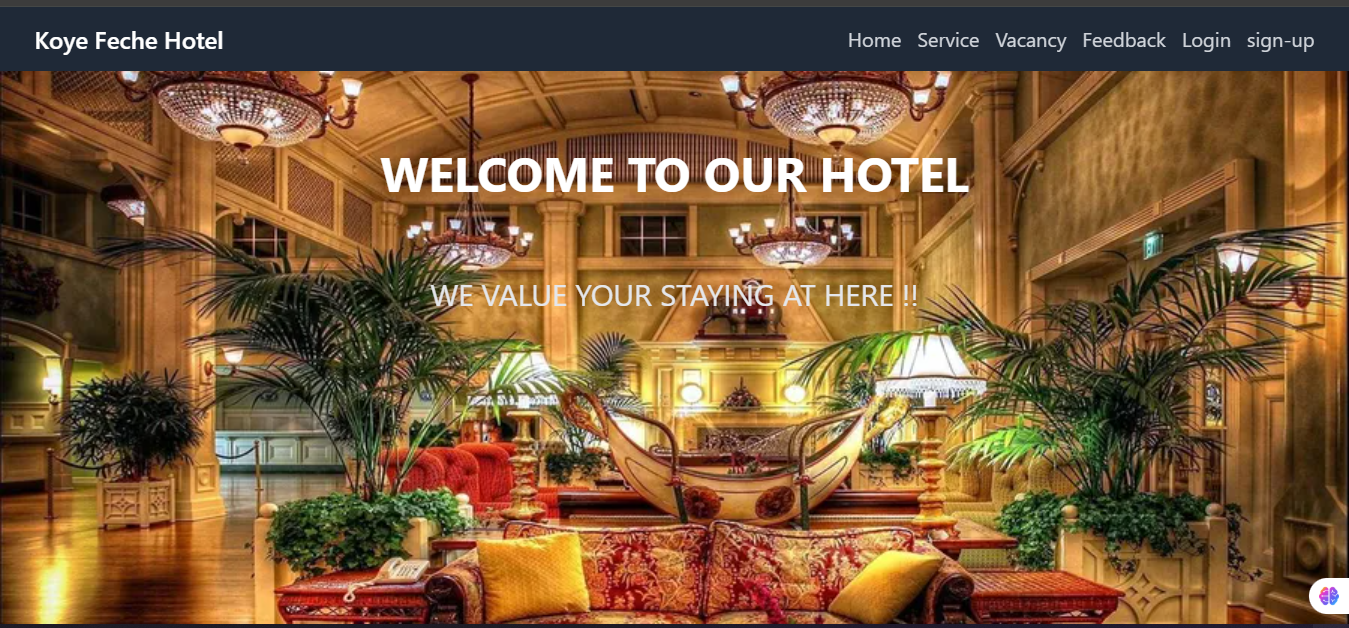 Koye Feche Hotel
Home Service Vacancy Feedback Login sign-up
WELCOME TO OUR HOTEL
WE VALUE YOUR STAYING AT HERE !!